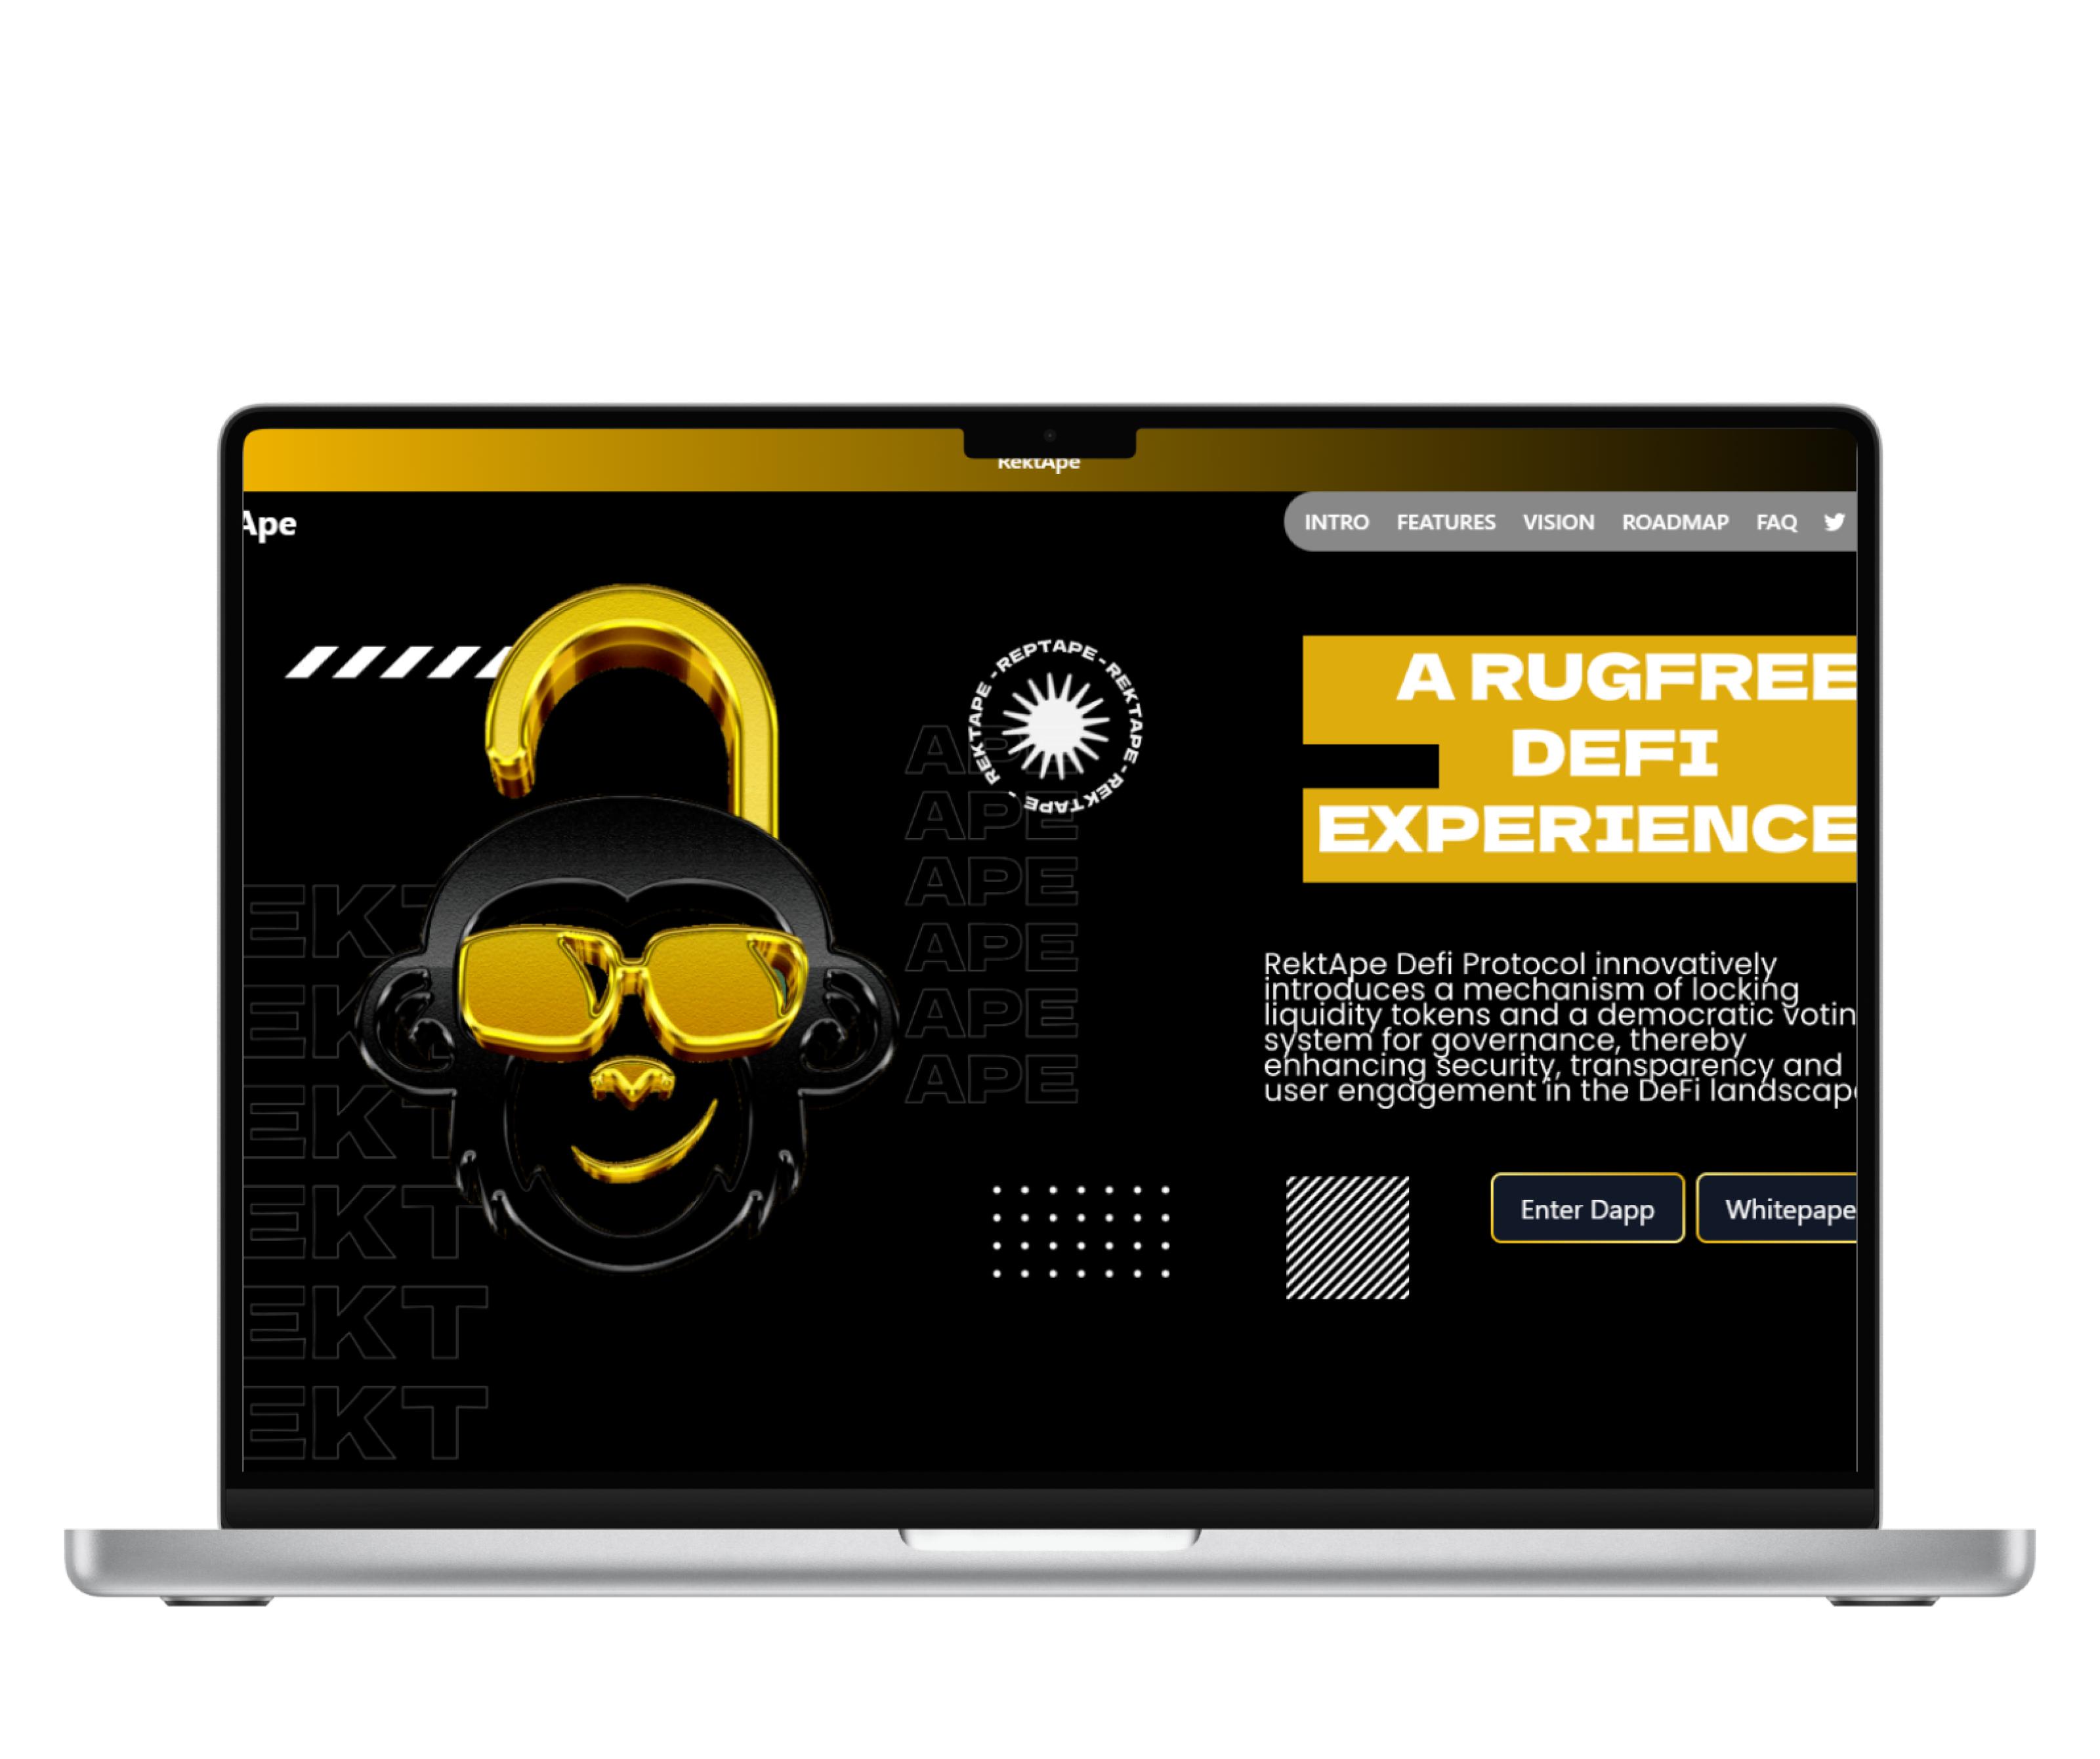 RektApe
Ape
INTRO FEATURES VISION ROADMAP FAQ
REKTAPE - REPTAPE - REKTAPE - REKTAPE -
A RUGFREE
DEFI
EXPERIENCE
APE
APE
APE
APE
APE
APE
EKT
EKT
EKT
EKT
EKT
EKT
RektApe Defi Protocol innovatively
introduces a mechanism of locking
liquidity tokens and a democratic votin
system for governance, thereby
enhancing security, transparency and
user engagement in the DeFi landscape
Enter Dapp Whitepape